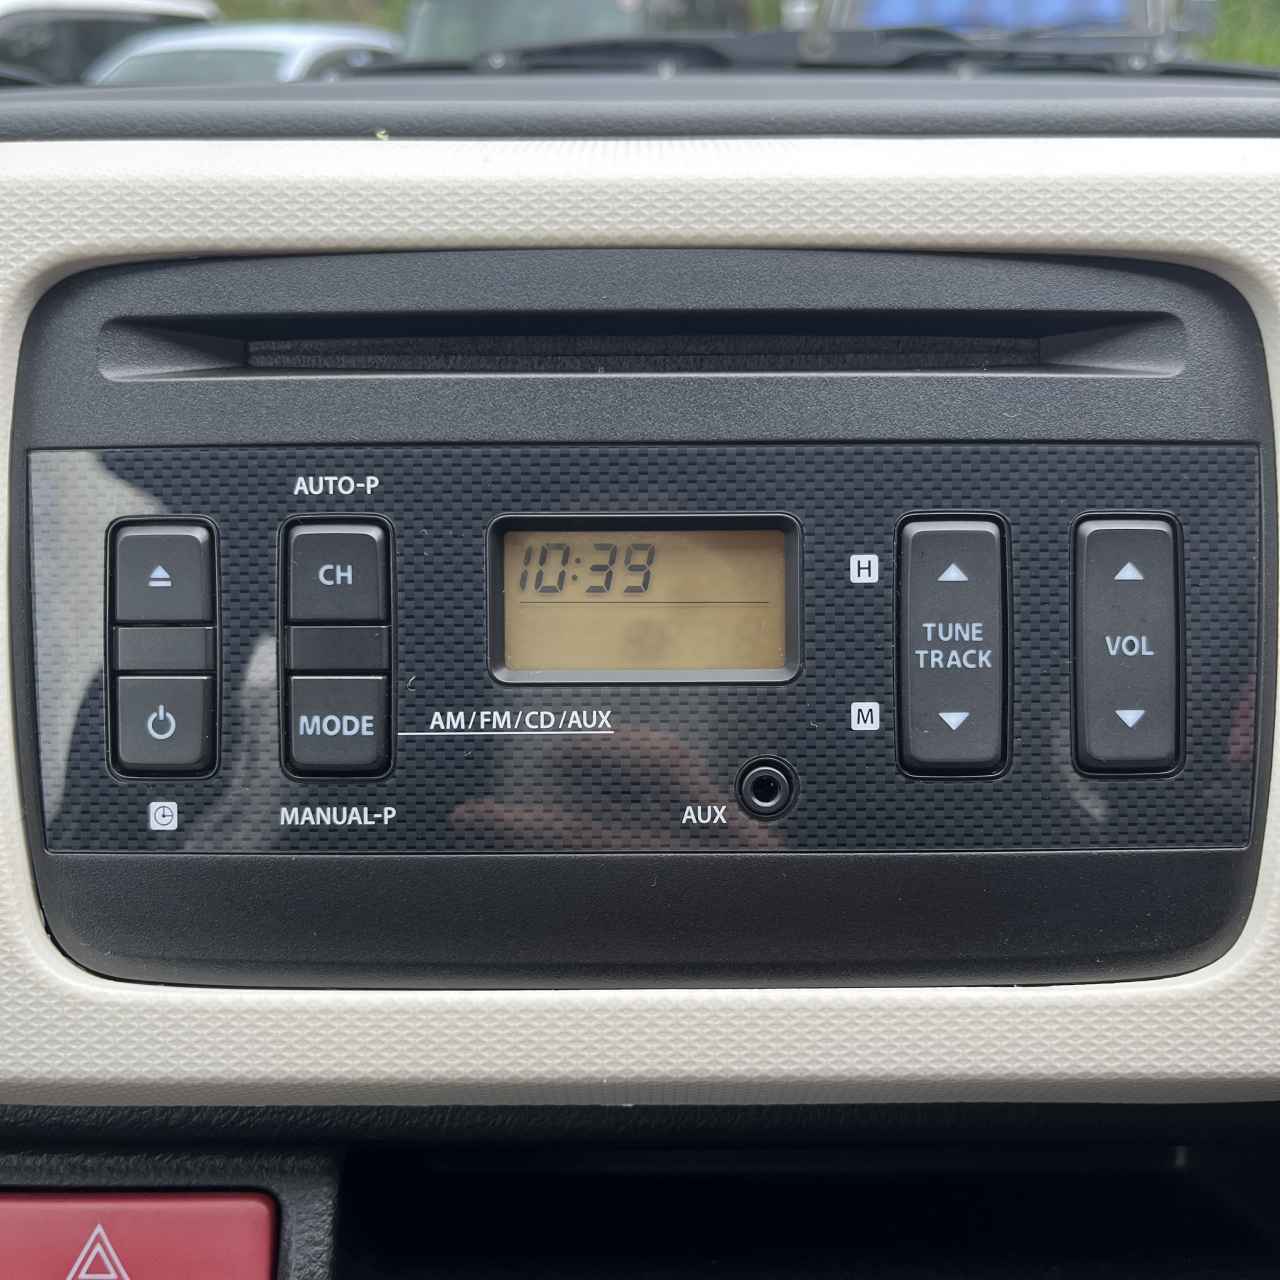 AUTO-P
CH
10:39
H
TUNE
TRACK
VOL
MODE
AM/FM/CD/AUX
M
MANUAL-P
AUX